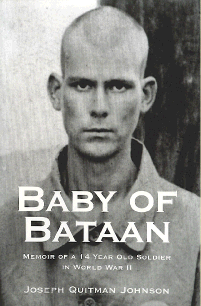 BABY OF
BATAAN
MEMOIR OF A 14 YEAR OLD SOLDIER
IN WORLD WAR II
JOSEPH QUITMAN JOHNSON